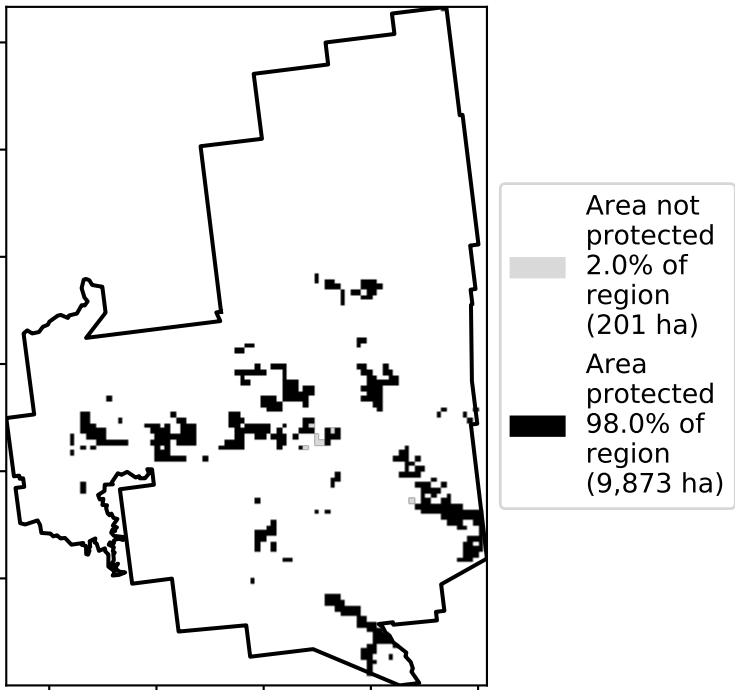 Area not
protected
2.0% of
region
(201 ha)
Area
protected
98.0% of
region
(9,873 ha)